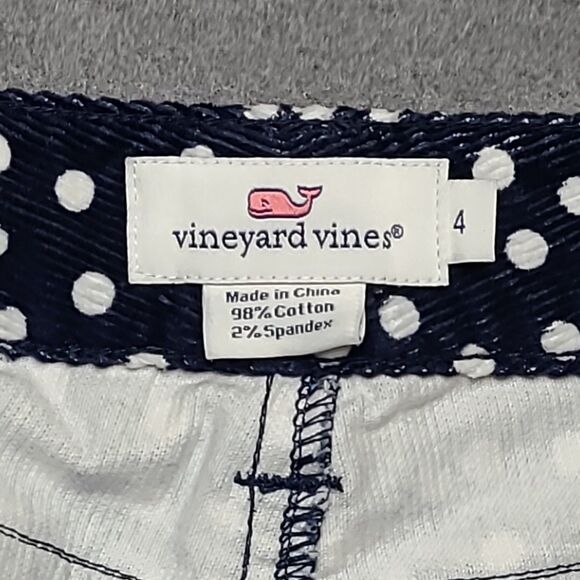 vineyard vines®
4
Made in China
98% Cotton
2% Spandex